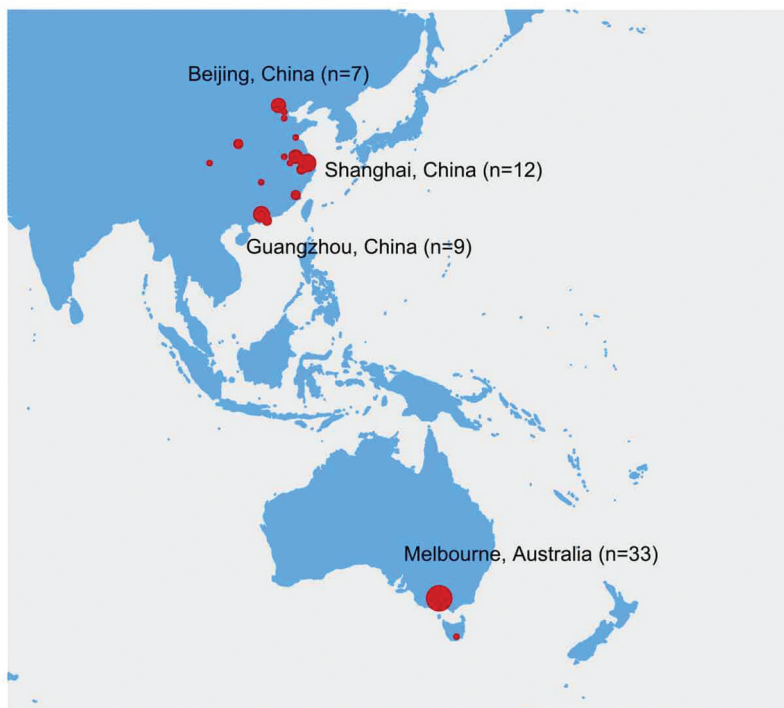 Beijing, China (n=7)
Shanghai, China (n=12)
Guangzhou, China (n=9)
Melbourne, Australia (n=33)